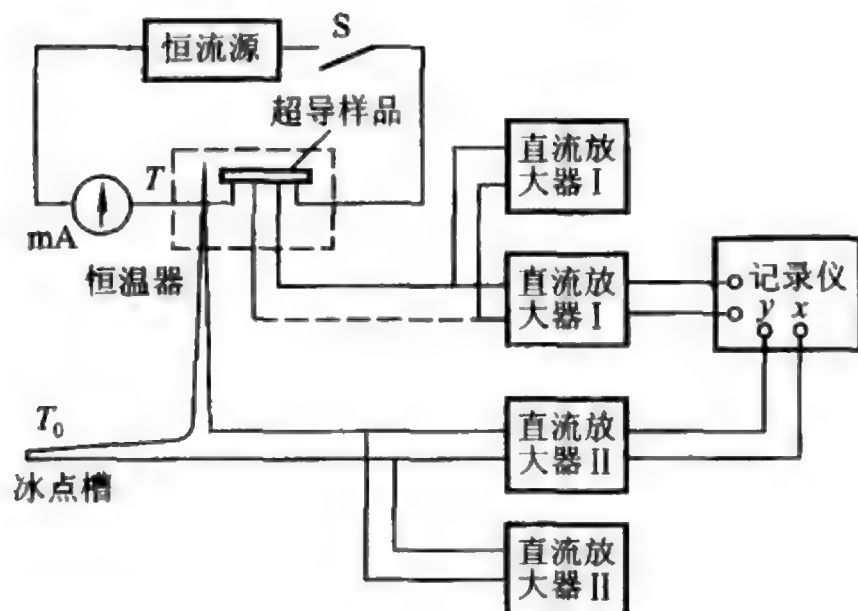 恒流源
S
超导样品
T
mA
恒温器
直流放
大器 I
直流放
大器 I
记录仪
y x
T₀
冰点槽
直流放
大器 II
直流放
大器 II